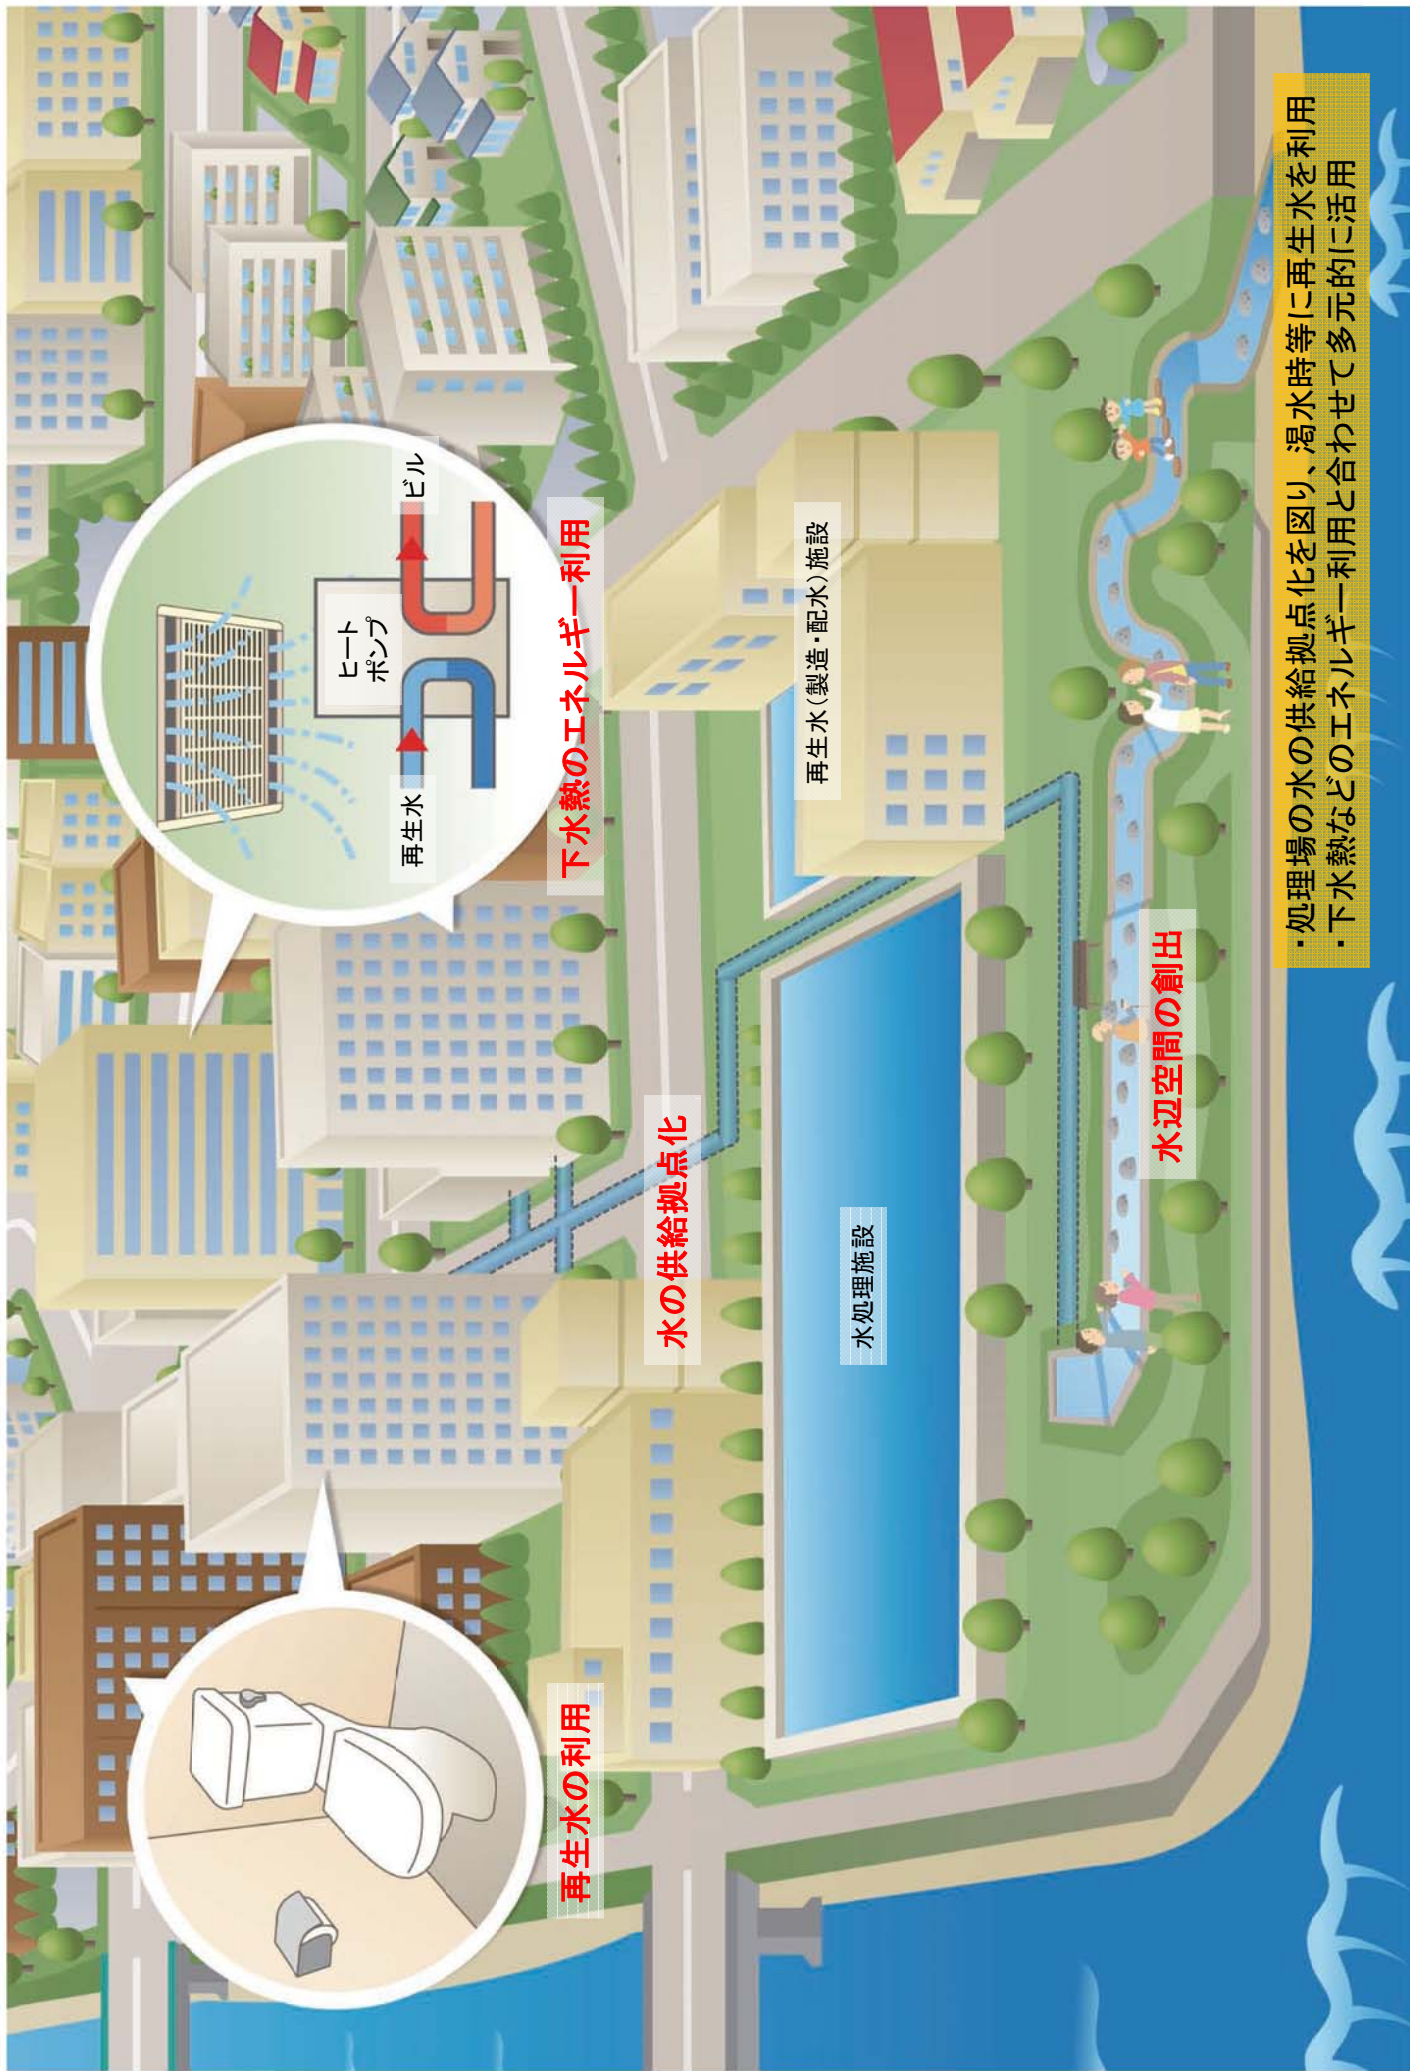 再生水の利用
水の供給拠点化
下水熱のエネルギー利用
再生水
ヒート
ポンプ
ビル
水処理施設
再生水(製造・配水)施設
水辺空間の創出
・処理場の水の供給拠点化を図り、渇水時等に再生水を利用
・下水熱などのエネルギー利用と合わせて多元的に活用